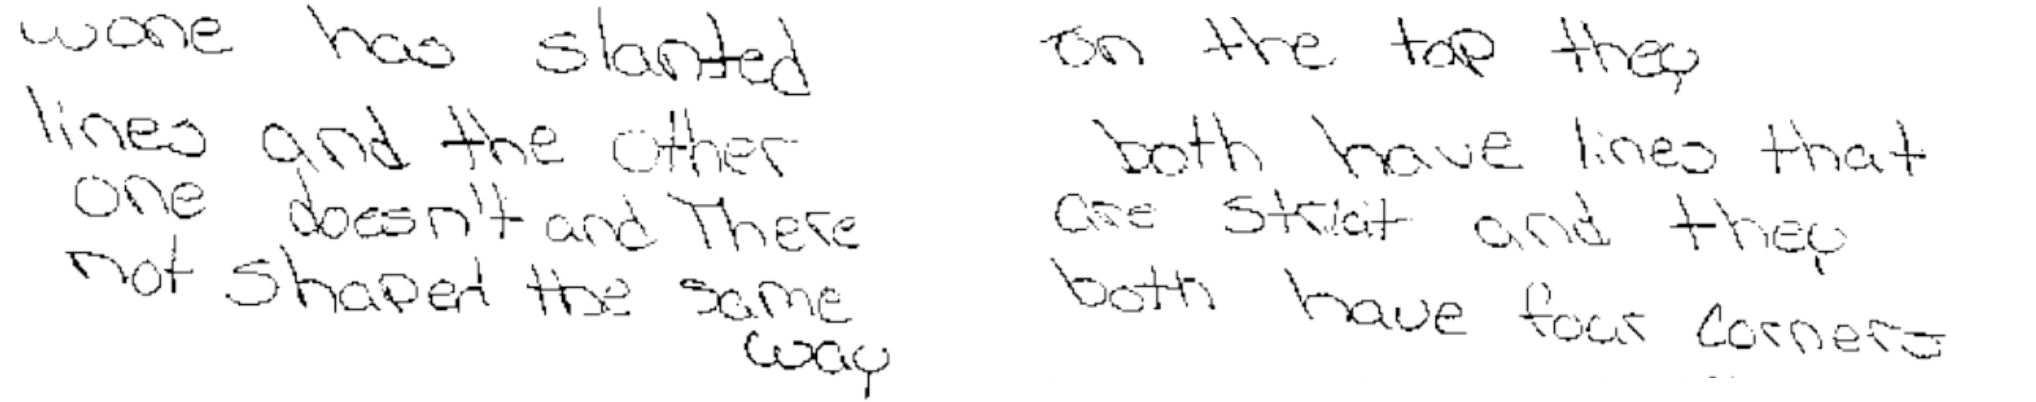 wone has slanted
lines and the other
one doesn't and There
not shaped the same
way
on the top they
both have lines that
are striat and they
both have four corners